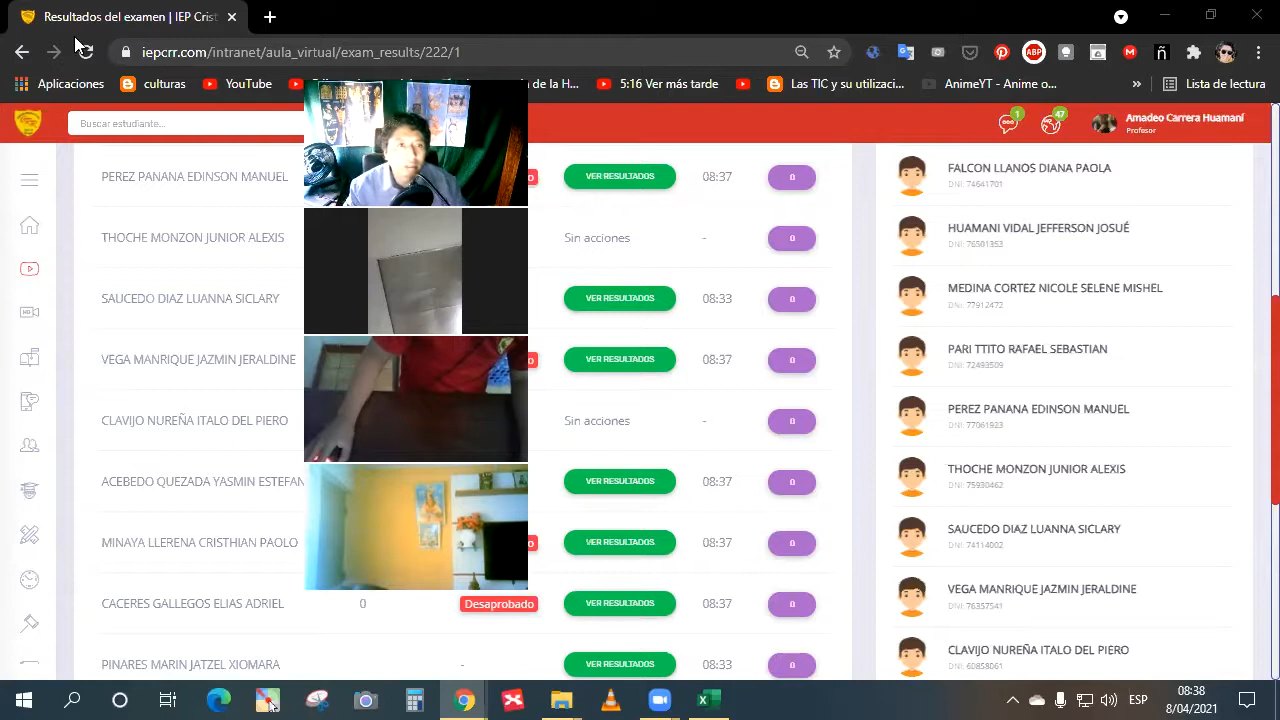 Resultados del examen | IEP Crist
iepcrr.com/intranet/aula_virtual/exam_results/222/1
ABP
M
ñ
Aplicaciones
culturas
YouTube
de la H...
5:16 Ver más tarde
Las TIC y su utilizaci...
AnimeYT - Anime o...
»
Lista de lectura
Buscar estudiante...
1
47
Amadeo Carrera Huamaní
Profesor
PEREZ PANANA EDINSON MANUEL
VER RESULTADOS
08:37
0
THOCHE MONZON JUNIOR ALEXIS
Sin acciones
-
0
SAUCEDO DIAZ LUANNA SICLARY
VER RESULTADOS
08:33
0
VEGA MANRIQUE JAZMIN JERALDINE
VER RESULTADOS
08:37
0
CLAVIJO NUREÑA ITALO DEL PIERO
Sin acciones
-
0
ACEBEDO QUEZADA YASMIN ESTEFAN
VER RESULTADOS
08:37
0
MINAYA LLERENA CRISTHIAN PAOLO
VER RESULTADOS
08:37
0
CACERES GALLEGOS ELIAS ADRIEL
0
Desaprobado
VER RESULTADOS
08:37
0
PINARES MARIN JATZEL XIOMARA
-
VER RESULTADOS
08:33
0
FALCON LLANOS DIANA PAOLA
DNI: 74641701
HUAMANI VIDAL JEFFERSON JOSUÉ
DNI: 76501353
MEDINA CORTEZ NICOLE SELENE MISHEL
DNI: 77912472
PARI TTITO RAFAEL SEBASTIAN
DNI: 72493509
PEREZ PANANA EDINSON MANUEL
DNI: 77061923
THOCHE MONZON JUNIOR ALEXIS
DNI: 75930462
SAUCEDO DIAZ LUANNA SICLARY
DNI: 74114002
VEGA MANRIQUE JAZMIN JERALDINE
DNI: 76357541
CLAVIJO NUREÑA ITALO DEL PIERO
DNI: 60858061
ESP
08:38
8/04/2021